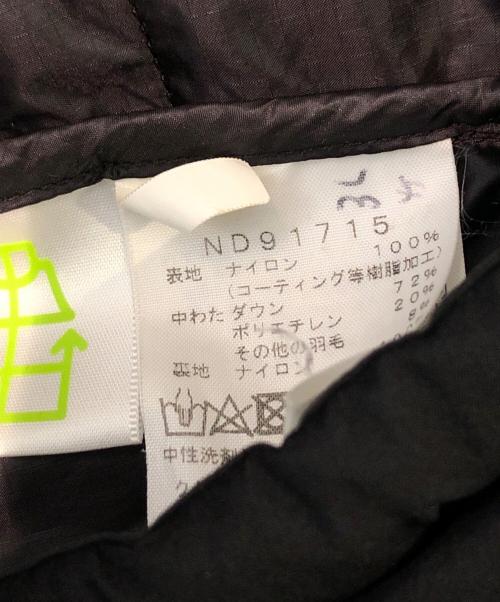 ND91715
表地 ナイロン 100%
(コーティング等樹脂加工)
中わた ダウン 72%
ポリエチレン 20%
その他の羽毛 8%
裏地 ナイロン
中性洗剤